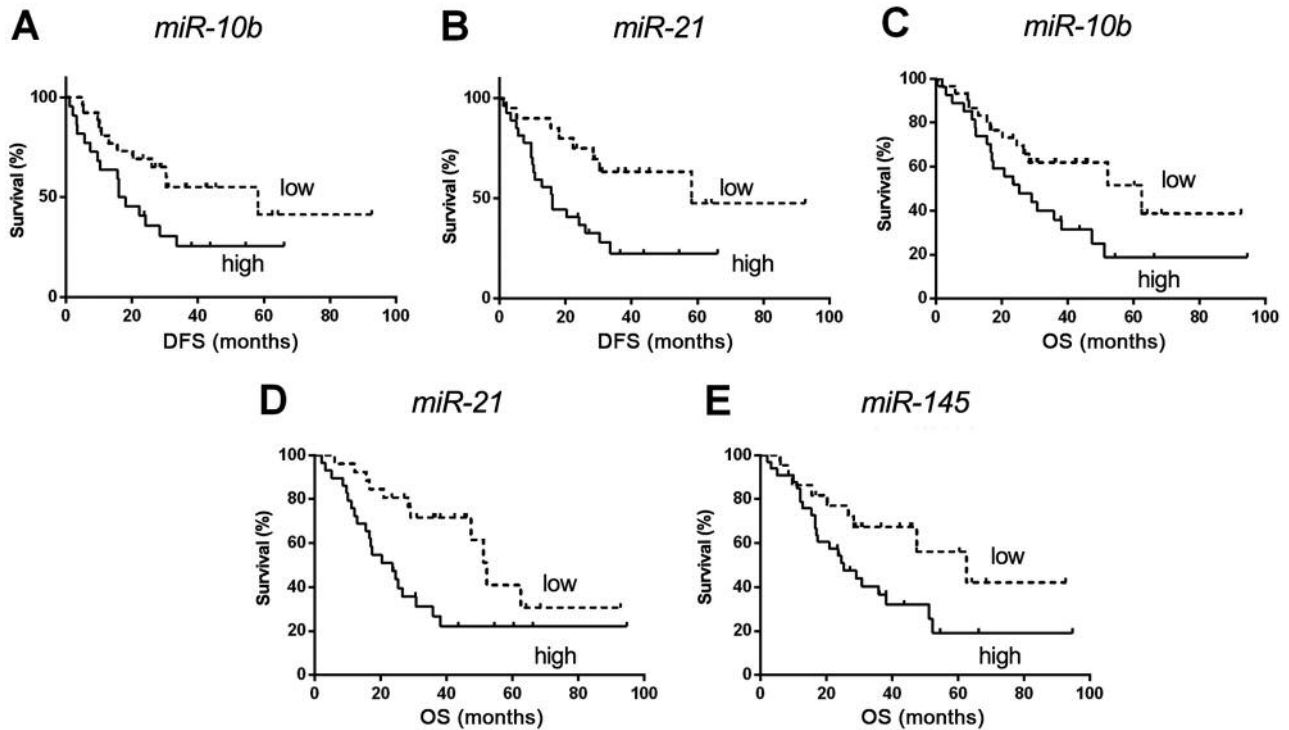 A miR-10b
B miR-21
C miR-10b
Survival (%)
100
50
0
low
high
0 20 40 60 80 100
DFS (months)
Survival (%)
100
50
0
low
high
0 20 40 60 80 100
DFS (months)
Survival (%)
100
80
60
40
20
0
low
high
0 20 40 60 80 100
OS (months)
D miR-21
E miR-145
Survival (%)
100
80
60
40
20
0
low
high
0 20 40 60 80 100
OS (months)
Survival (%)
100
80
60
40
20
0
low
high
0 20 40 60 80 100
OS (months)